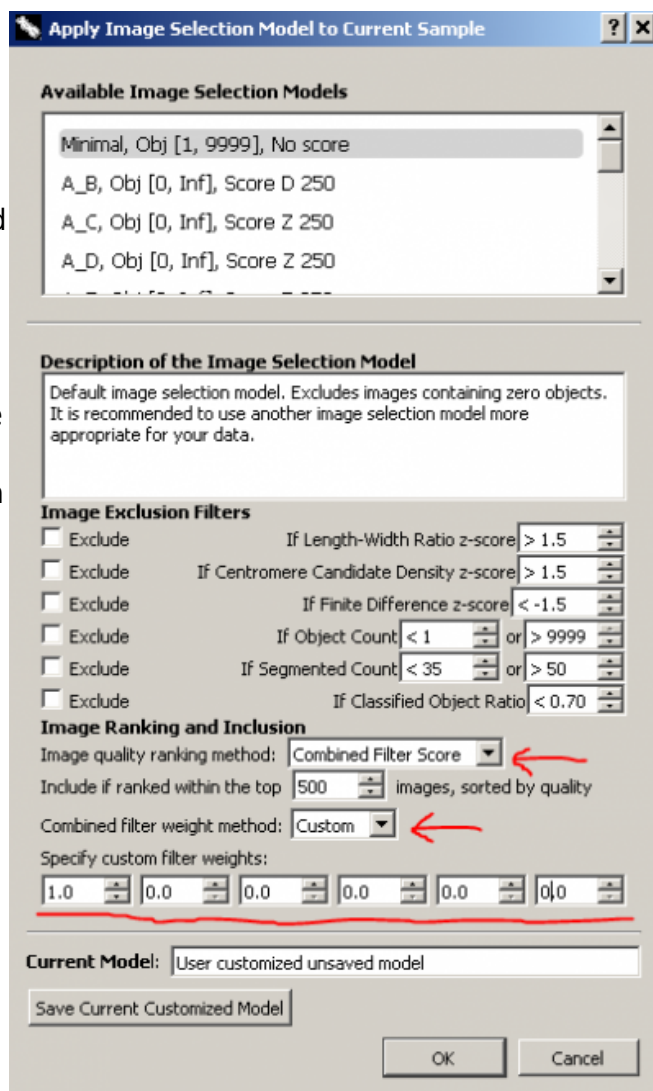 Apply Image Selection Model to Current Sample
Available Image Selection Models
Minimal, Obj [1, 9999], No score
A_B, Obj [0, Inf], Score D 250
A_C, Obj [0, Inf], Score Z 250
A_D, Obj [0, Inf], Score Z 250
Description of the Image Selection Model
Default image selection model. Excludes images containing zero objects.
It is recommended to use another image selection model more
appropriate for your data.
Image Exclusion Filters
Exclude If Length-Width Ratio z-score > 1.5
Exclude If Centromere Candidate Density z-score > 1.5
Exclude If Finite Difference z-score < -1.5
Exclude If Object Count < 1 or > 9999
Exclude If Segmented Count < 35 or > 50
Exclude If Classified Object Ratio < 0.70
Image Ranking and Inclusion
Image quality ranking method: Combined Filter Score
Include if ranked within the top 500 images, sorted by quality
Combined filter weight method: Custom
Specify custom filter weights:
1.0 0.0 0.0 0.0 0.0 0.0
Current Model: User customized unsaved model
Save Current Customized Model
OK Cancel